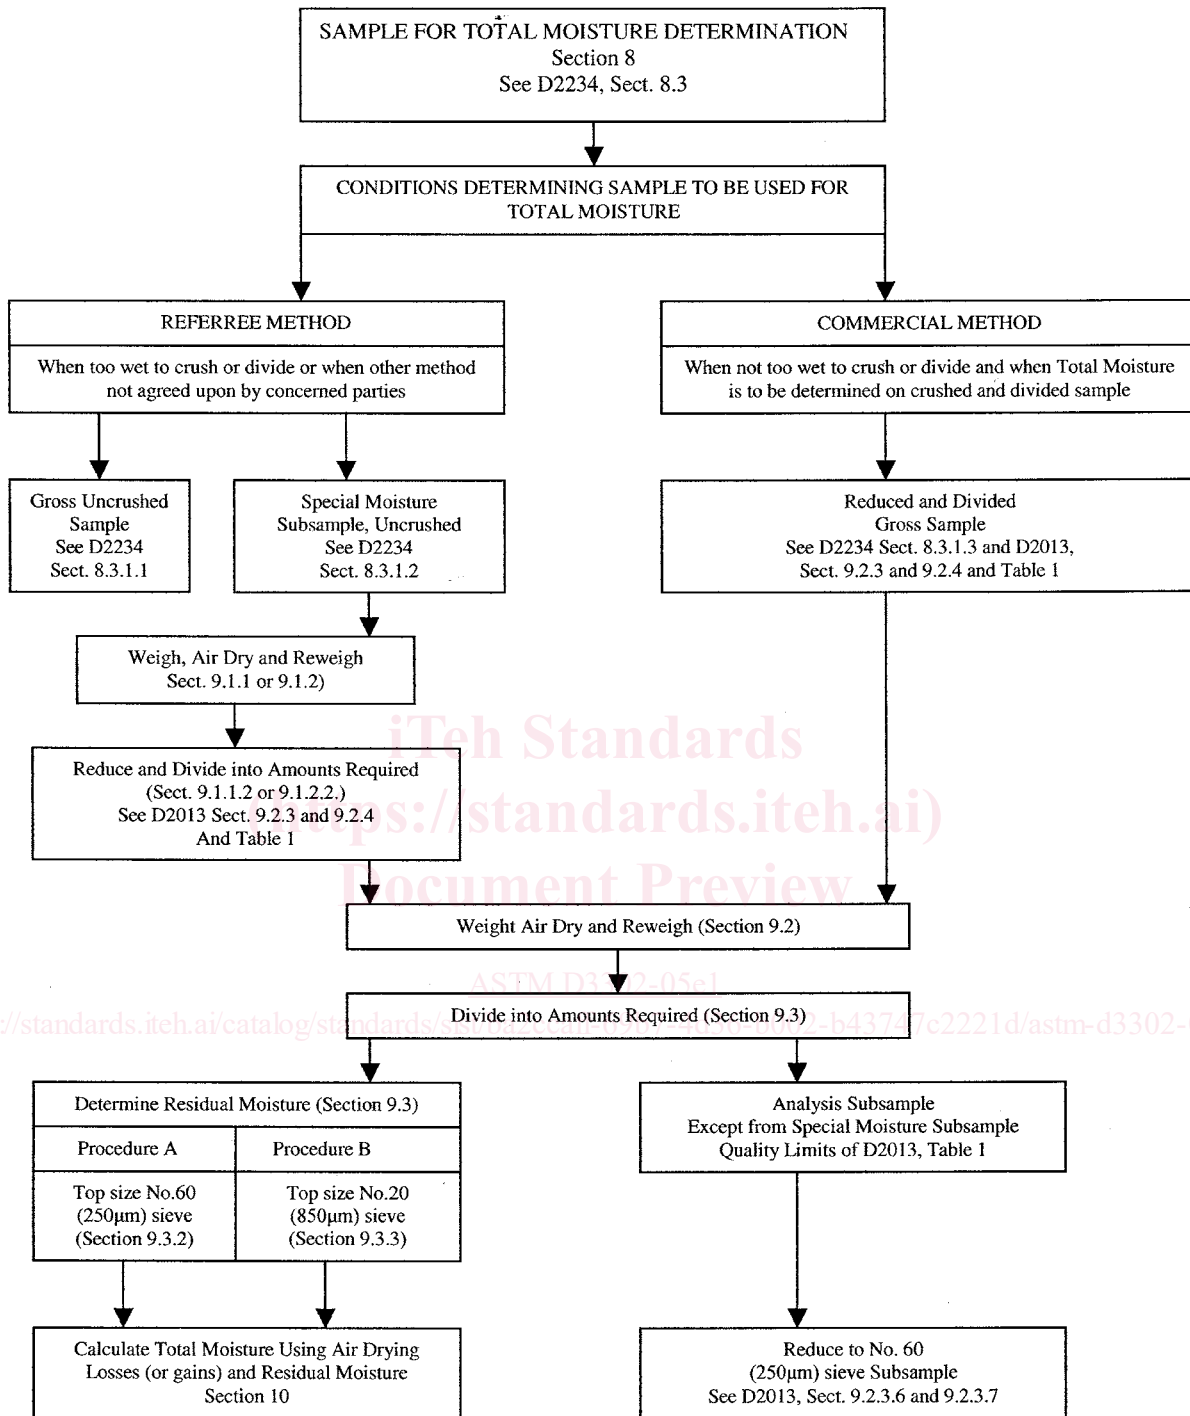 SAMPLE FOR TOTAL MOISTURE DETERMINATION
Section 8
See D2234, Sect. 8.3
CONDITIONS DETERMINING SAMPLE TO BE USED FOR
TOTAL MOISTURE
REFERREE METHOD
When too wet to crush or divide or when other method
not agreed upon by concerned parties
COMMERCIAL METHOD
When not too wet to crush or divide and when Total Moisture
is to be determined on crushed and divided sample
Gross Uncrushed
Sample
See D2234
Sect. 8.3.1.1
Special Moisture
Subsample, Uncrushed
See D2234
Sect. 8.3.1.2
Reduced and Divided
Gross Sample
See D2234 Sect. 8.3.1.3 and D2013,
Sect. 9.2.3 and 9.2.4 and Table 1
Weigh, Air Dry and Reweigh
Sect. 9.1.1 or 9.1.2)
iTeh Standards
(https://standards.iteh.ai)
Document Preview
Reduce and Divide into Amounts Required
(Sect. 9.1.1.2 or 9.1.2.2.)
See D2013 Sect. 9.2.3 and 9.2.4
And Table 1
Weight Air Dry and Reweigh (Section 9.2)
ASTM D3302-05e1
Divide into Amounts Required (Section 9.3)
Determine Residual Moisture (Section 9.3)
Procedure A
Procedure B
Top size No.60
(250µm) sieve
(Section 9.3.2)
Top size No.20
(850µm) sieve
(Section 9.3.3)
Analysis Subsample
Except from Special Moisture Subsample
Quality Limits of D2013, Table 1
Calculate Total Moisture Using Air Drying
Losses (or gains) and Residual Moisture
Section 10
Reduce to No. 60
(250µm) sieve Subsample
See D2013, Sect. 9.2.3.6 and 9.2.3.7